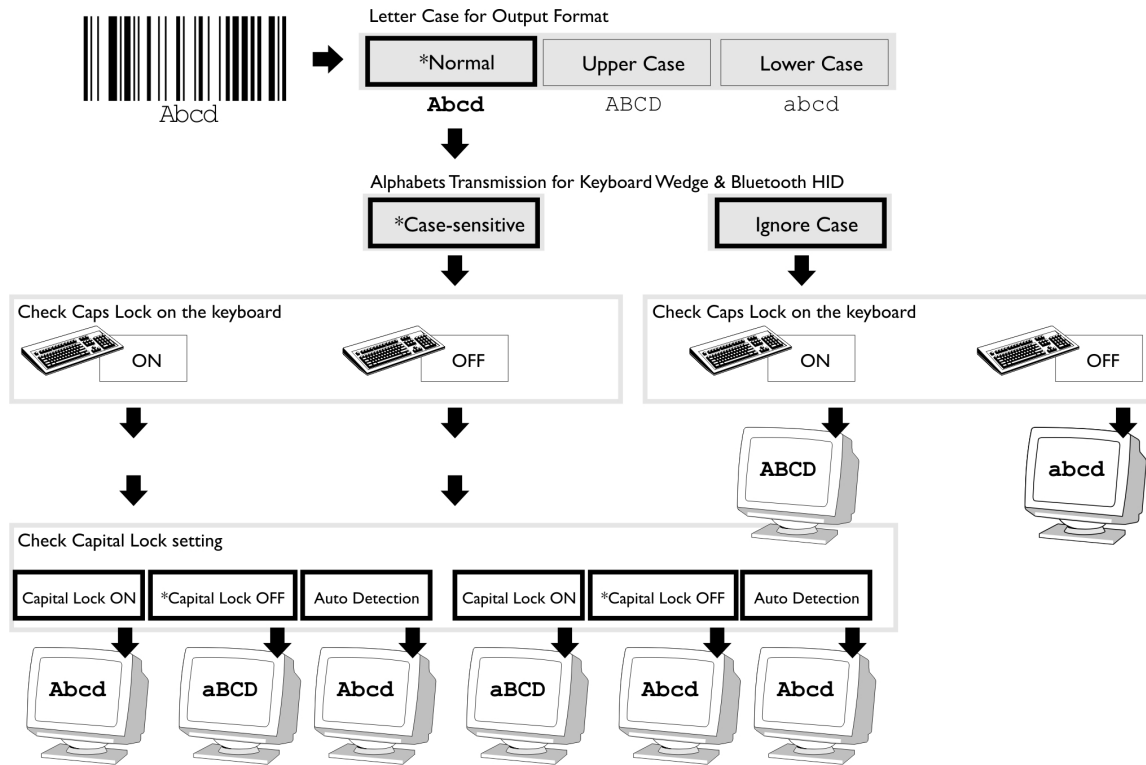 Letter Case for Output Format
*Normal
Upper Case
Lower Case
Abcd
Abcd
ABCD
abcd
Alphabets Transmission for Keyboard Wedge & Bluetooth HID
*Case-sensitive
Ignore Case
Check Caps Lock on the keyboard
Check Caps Lock on the keyboard
ON
OFF
ON
OFF
ABCD
abcd
Check Capital Lock setting
Capital Lock ON
*Capital Lock OFF
Auto Detection
Capital Lock ON
*Capital Lock OFF
Auto Detection
Abcd
aBCD
Abcd
aBCD
Abcd
Abcd